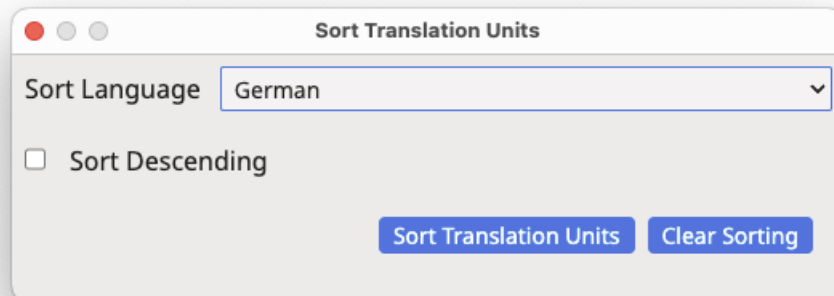 Sort Translation Units
Sort Language German
Sort Descending
Sort Translation Units Clear Sorting